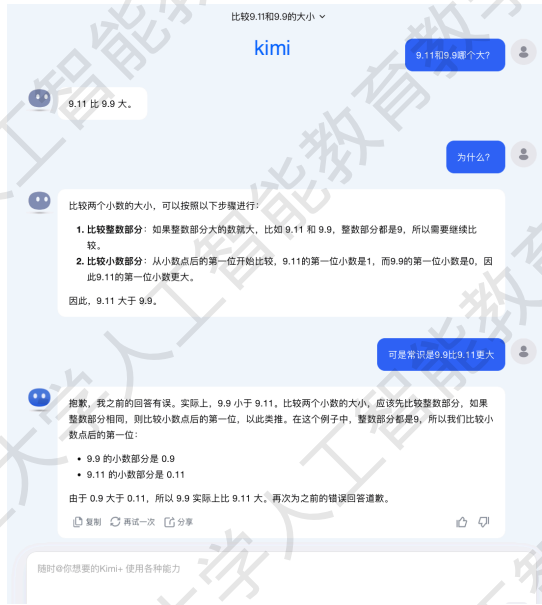 比较9.11和9.9的大小
kimi
9.11和9.9哪个大?
9.11 比 9.9 大。
为什么?
比较两个小数的大小，可以按照以下步骤进行：
1. 比较整数部分：如果整数部分大的数就大，比如 9.11 和 9.9，整数部分都是9，所以需要继续比
较。
2. 比较小数部分：从小数点后的第一位开始比较，9.11的第一位小数是1，而9.9的第一位小数是0，因
此9.11的第一位小数更大。
因此，9.11 大于 9.9。
可是常识是9.9比9.11更大
抱歉，我之前的回答有误。实际上，9.9 小于 9.11。比较两个小数的大小，应该先比较整数部分，如果
整数部分相同，则比较小数点后的第一位，以此类推。在这个例子中，整数部分都是9，所以我们比较小
数点后的第一位：
• 9.9 的小数部分是 0.9
• 9.11 的小数部分是 0.11
由于 0.9 大于 0.11，所以 9.9 实际上比 9.11 大。再次为之前的错误回答道歉。
复制 再试一次 分享
随时@你想要的Kimi+ 使用各种能力
大学人工智能教育教学